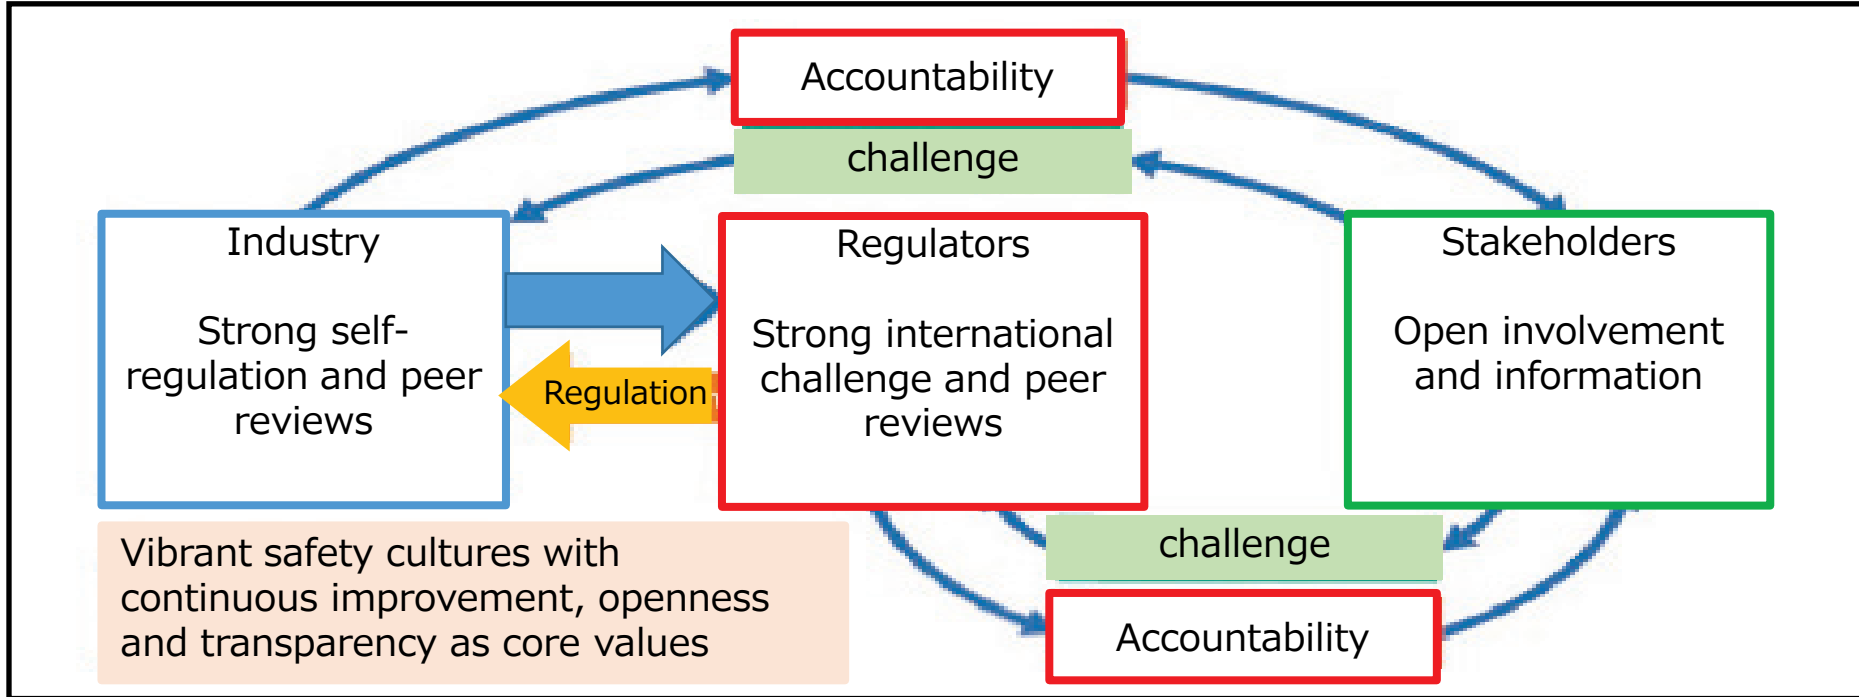 Accountability
challenge
Industry
Strong self-
regulation and peer
reviews
Regulation
Regulators
Strong international
challenge and peer
reviews
Stakeholders
Open involvement
and information
challenge
Accountability
Vibrant safety cultures with
continuous improvement, openness
and transparency as core values